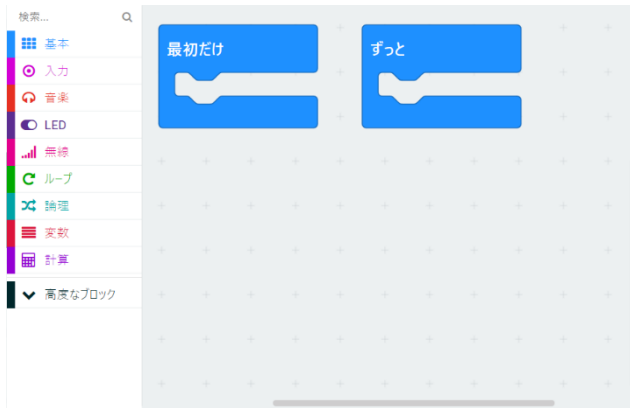 検索...
基本
入力
音楽
LED
無線
ループ
論理
変数
計算
高度なブロック
最初だけ
ずっと